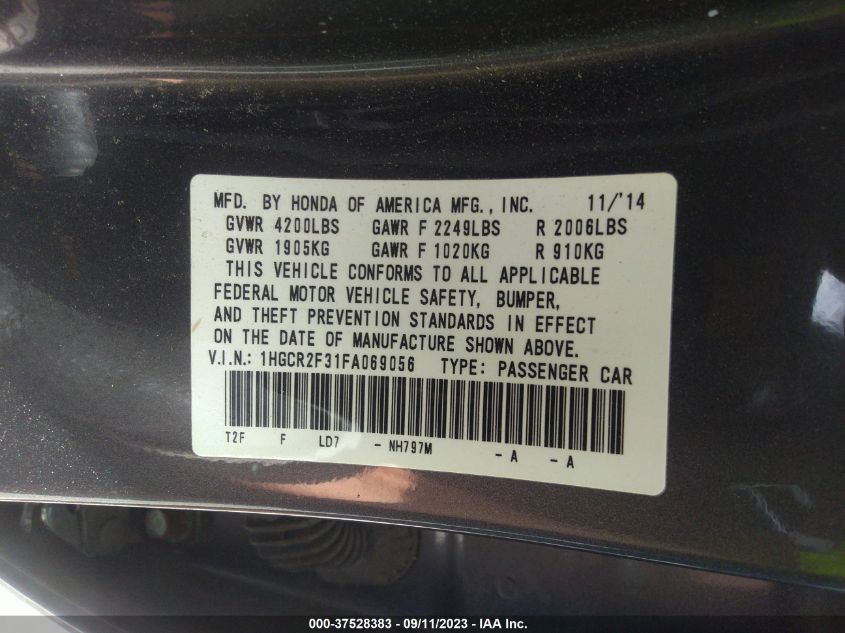 MFD. BY HONDA OF AMERICA MFG., INC. 11/'14
GVWR 4200LBS GAWR F 2249LBS R 2006LBS
GVWR 1905KG GAWR F 1020KG R 910KG
THIS VEHICLE CONFORMS TO ALL APPLICABLE
FEDERAL MOTOR VEHICLE SAFETY, BUMPER,
AND THEFT PREVENTION STANDARDS IN EFFECT
ON THE DATE OF MANUFACTURE SHOWN ABOVE.
V.I.N.: 1HGCR2F31FA069056 TYPE: PASSENGER CAR
T2F F LD7 - NH797M - A - A
000-37528383 - 09/11/2023 - IAA Inc.